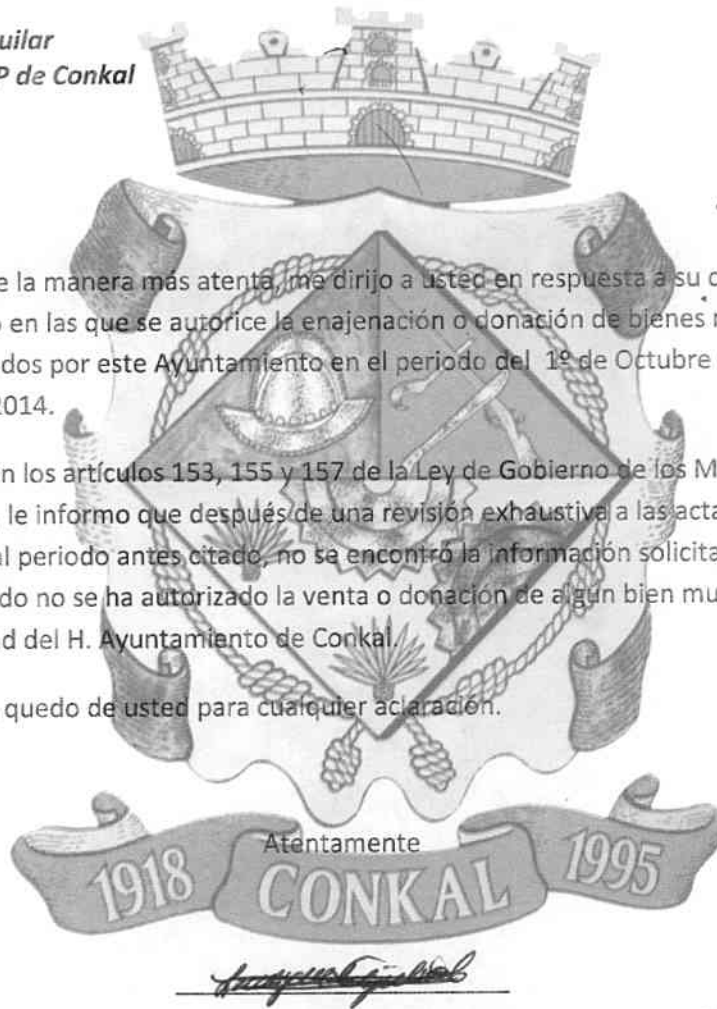 uilar
P de Conkal
e la manera más atenta, me dirijo a usted en respuesta a su o
o en las que se autorice la enajenación o donación de bienes
dos por este Ayuntamiento en el periodo del 1º de Octubre
2014.
n los artículos 153, 155 y 157 de la Ley de Gobierno de los M
le informo que después de una revisión exhaustiva a las acta
al periodo antes citado, no se encontró la información solicita
do no se ha autorizado la venta o donación de algún bien mu
d del H. Ayuntamiento de Conkal.
quedo de usted para cualquier aclaración.
Atentamente
1918 CONKAL 1995